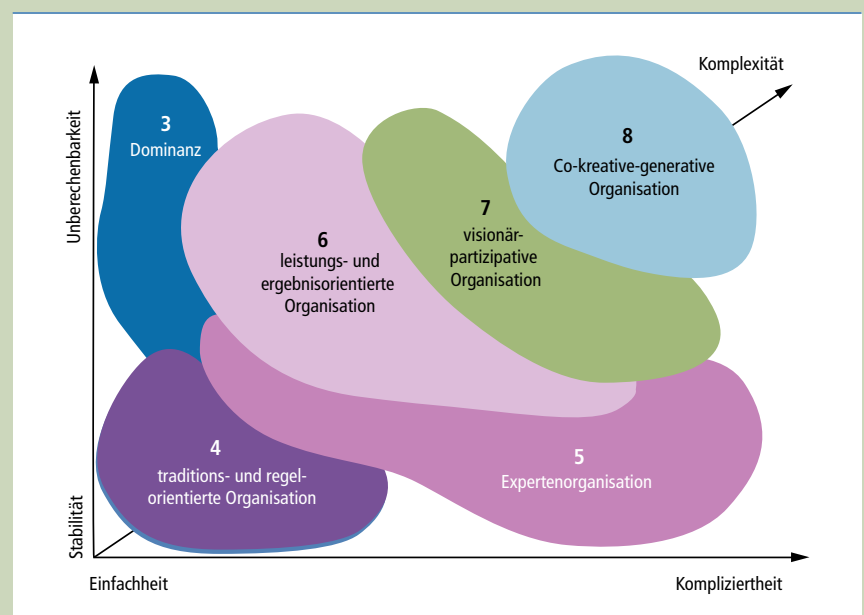 Komplexität
Unberechenbarkeit
3
Dominanz
8
Co-kreative-generative
Organisation
7
visionär-
partizipative
Organisation
6
leistungs- und
ergebnisorientierte
Organisation
4
traditions- und regel-
orientierte Organisation
5
Expertenorganisation
Stabilität
Einfachheit
Kompliziertheit